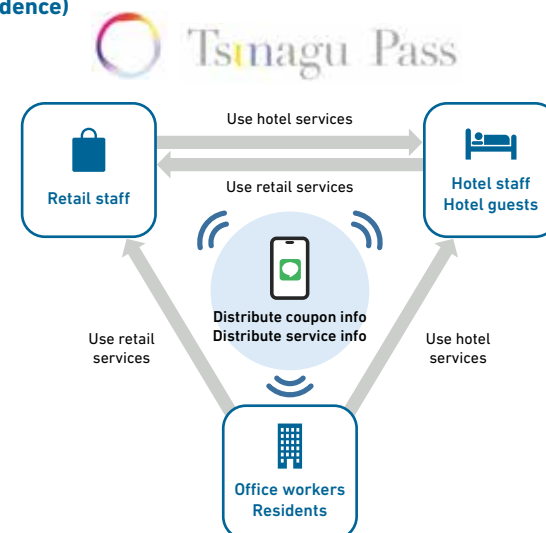 dence)
Tsunagu Pass
Use hotel services
Retail staff
Use retail services
Hotel staff
Hotel guests
Distribute coupon info
Distribute service info
Use retail
services
Use hotel
services
Office workers
Residents